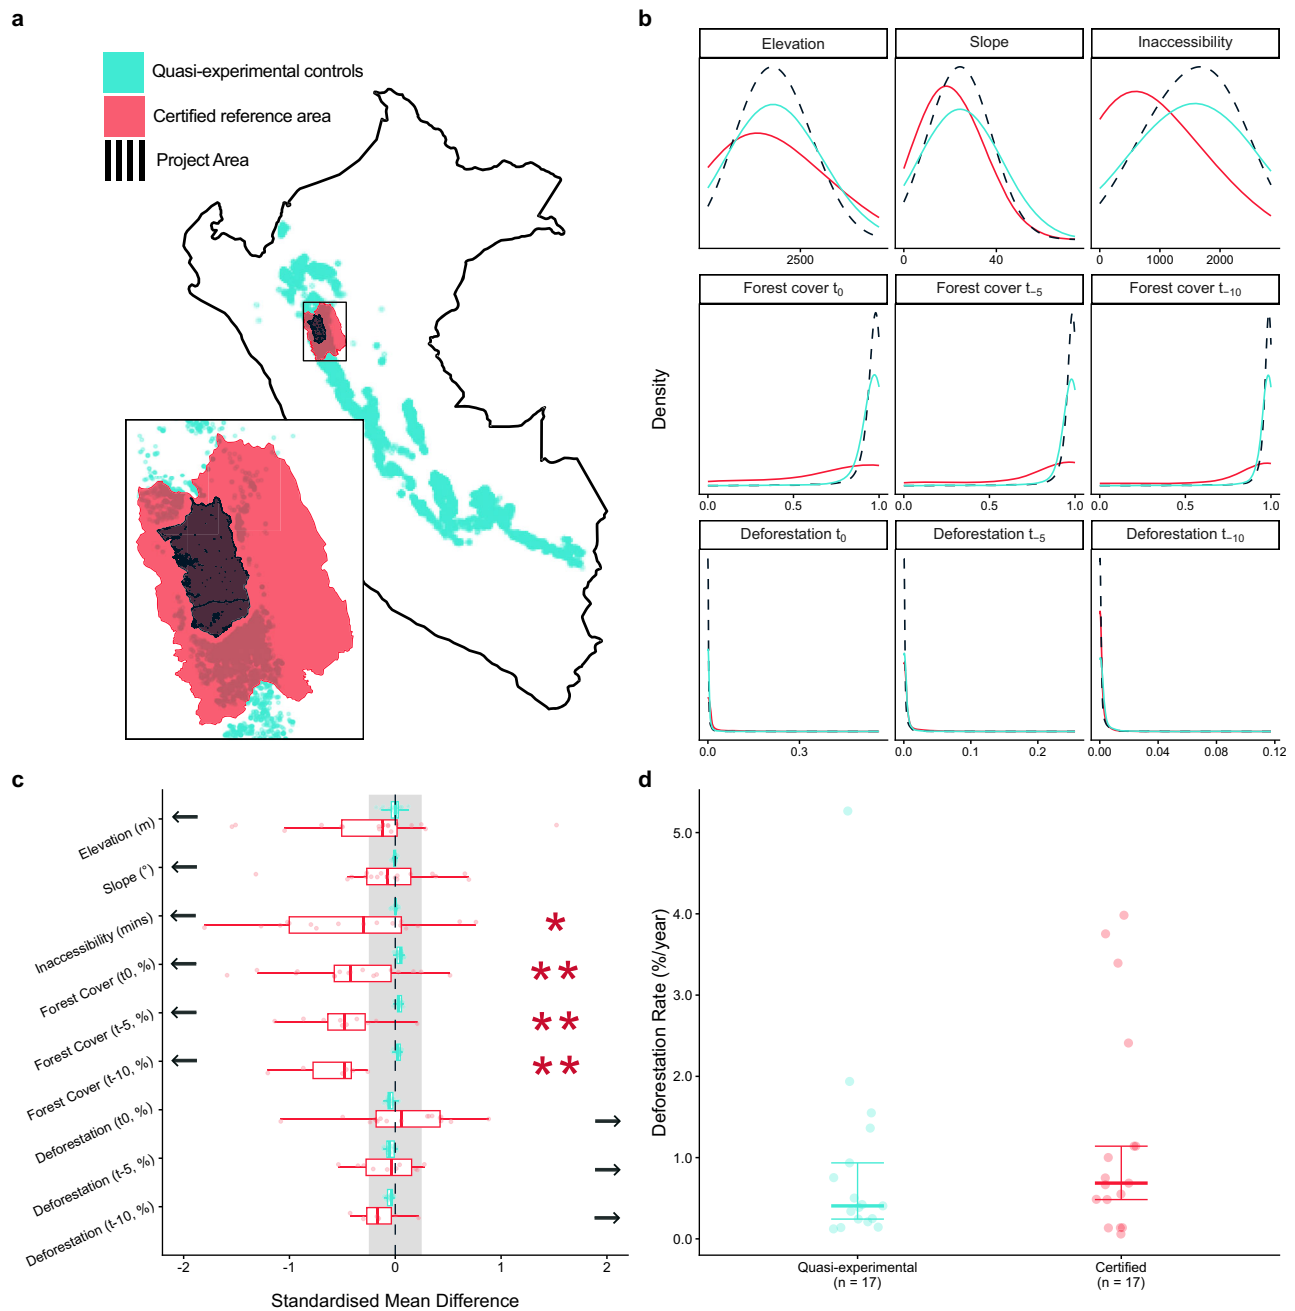 a
Quasi-experimental controls
Certified reference area
Project Area
b
Elevation
Slope
Inaccessibility
2500
0 40
0 1000 2000
Density
Forest cover t0
Forest cover t−5
Forest cover t−10
0.0 0.5 1.0
0.0 0.5 1.0
0.0 0.5 1.0
Deforestation t0
Deforestation t−5
Deforestation t−10
0.0 0.3
0.0 0.1 0.2
0.00 0.04 0.08 0.12
c
Elevation (m)
Slope (°)
Inaccessibility (mins)
*
Forest Cover (t0, %)
**
Forest Cover (t-5, %)
**
Forest Cover (t-10, %)
**
Deforestation (t0, %)
Deforestation (t-5, %)
Deforestation (t-10, %)
-2 -1 0 1 2
Standardised Mean Difference
d
Deforestation Rate (%/year)
5.0
4.0
3.0
2.0
1.0
0.0
Quasi-experimental
(n = 17)
Certified
(n = 17)